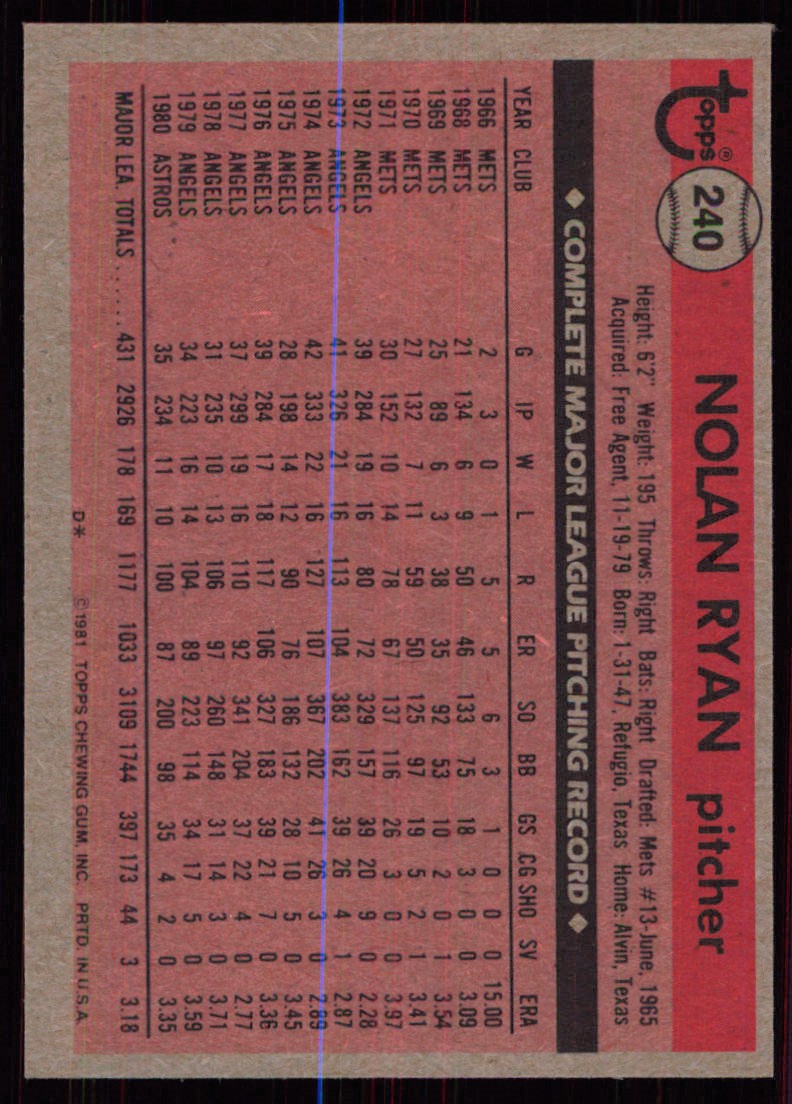 Topps® 240 NOLAN RYAN pitcher
Height: 6'2" Weight: 195 Throws: Right Bats: Right Drafted: Mets #13-June, 1965
Acquired: Free Agent, 11-19-79 Born: 1-31-47, Refugio, Texas Home: Alvin, Texas
◆ COMPLETE MAJOR LEAGUE PITCHING RECORD ◆
YEAR CLUB G IP W L R ER SO BB GS CG SHO SV ERA
1966 METS 2 3 0 1 5 5 6 3 1 0 0 0 15.00
1968 METS 21 134 6 9 50 46 133 75 18 3 0 0 3.09
1969 METS 25 89 6 3 38 35 92 53 10 2 0 1 3.54
1970 METS 27 132 7 11 59 50 125 97 19 5 2 1 3.41
1971 METS 30 152 10 14 78 67 137 116 26 3 0 0 3.97
1972 ANGELS 39 284 19 16 80 72 329 157 39 20 9 0 2.28
1973 ANGELS 41 326 21 16 113 104 383 162 39 26 4 1 2.87
1974 ANGELS 42 333 22 16 127 107 367 202 41 26 3 0 2.89
1975 ANGELS 28 198 14 12 90 76 186 132 28 10 5 0 3.45
1976 ANGELS 39 284 17 18 117 106 327 183 39 21 7 0 3.36
1977 ANGELS 37 299 19 16 110 92 341 204 37 22 4 0 2.77
1978 ANGELS 31 235 10 13 106 97 260 148 31 14 3 0 3.71
1979 ANGELS 34 223 16 14 104 89 223 114 34 17 5 0 3.59
1980 ASTROS 35 234 11 10 100 87 200 98 35 4 2 0 3.35
MAJOR LEA. TOTALS...... 431 2926 178 169 1177 1033 3109 1744 397 173 44 3 3.18
D* ©1981 TOPPS CHEWING GUM, INC. PRTD. IN U.S.A.